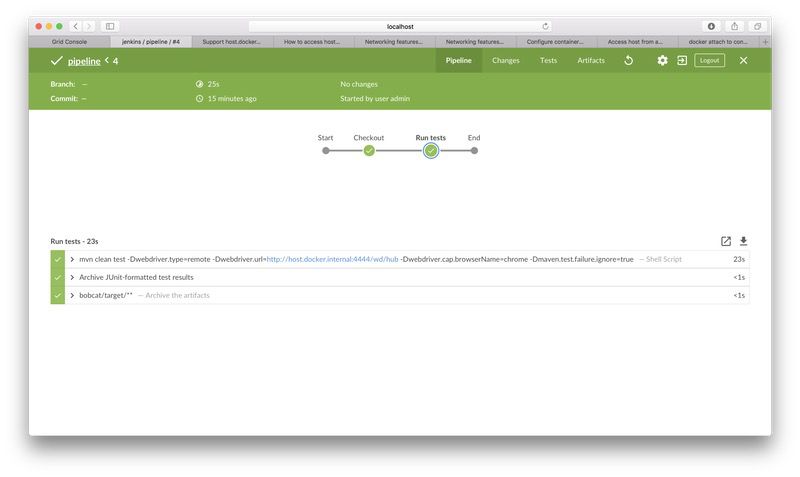 localhost
Grid Console
jenkins / pipeline / #4
Support host.docker...
How to access host...
Networking features...
Networking features...
Configure container...
Access host from a...
docker attach to con...
pipeline < 4
Pipeline
Changes
Tests
Artifacts
Logout
Branch: —
25s
No changes
Commit: —
15 minutes ago
Started by user admin
Start
Checkout
Run tests
End
Run tests - 23s
mvn clean test -Dwebdriver.type=remote -Dwebdriver.url=http://host.docker.internal:4444/wd/hub -Dwebdriver.cap.browserName=chrome -Dmaven.test.failure.ignore=true — Shell Script 23s
Archive JUnit-formatted test results <1s
bobcat/target/** — Archive the artifacts <1s